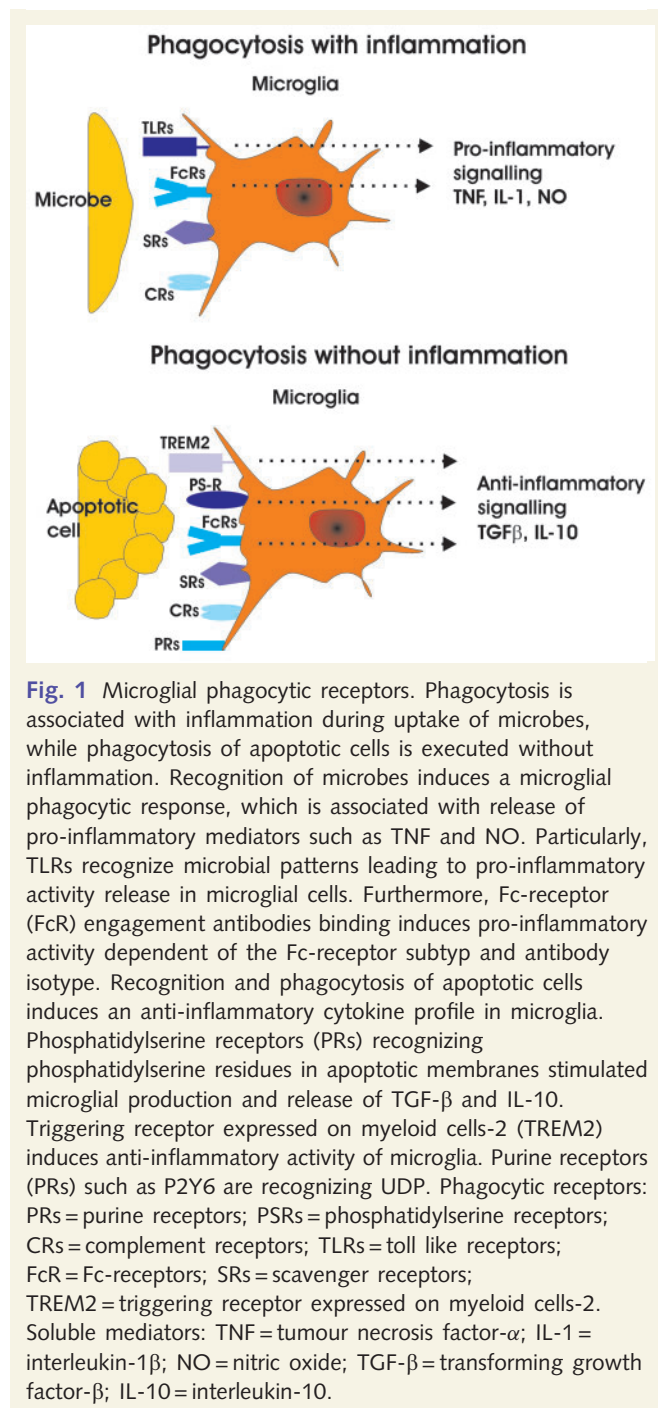 Phagocytosis with inflammation
Microglia
TLRs
FcRs
Microbe
SRs
CRs
Pro-inflammatory
signalling
TNF, IL-1, NO
Phagocytosis without inflammation
Microglia
TREM2
PS-R
Apoptotic
cell
FcRs
SRs
CRs
PRs
Anti-inflammatory
signalling
TGFβ, IL-10
Fig. 1 Microglial phagocytic receptors. Phagocytosis is
associated with inflammation during uptake of microbes,
while phagocytosis of apoptotic cells is executed without
inflammation. Recognition of microbes induces a microglial
phagocytic response, which is associated with release of
pro-inflammatory mediators such as TNF and NO. Particularly,
TLRs recognize microbial patterns leading to pro-inflammatory
activity release in microglial cells. Furthermore, Fc-receptor
(FcR) engagement antibodies binding induces pro-inflammatory
activity dependent of the Fc-receptor subtyp and antibody
isotype. Recognition and phagocytosis of apoptotic cells
induces an anti-inflammatory cytokine profile in microglia.
Phosphatidylserine receptors (PRs) recognizing
phosphatidylserine residues in apoptotic membranes stimulated
microglial production and release of TGF-β and IL-10.
Triggering receptor expressed on myeloid cells-2 (TREM2)
induces anti-inflammatory activity of microglia. Purine receptors
(PRs) such as P2Y6 are recognizing UDP. Phagocytic receptors:
PRs = purine receptors; PSRs = phosphatidylserine receptors;
CRs = complement receptors; TLRs = toll like receptors;
FcR = Fc-receptors; SRs = scavenger receptors;
TREM2 = triggering receptor expressed on myeloid cells-2.
Soluble mediators: TNF = tumour necrosis factor-α; IL-1 =
interleukin-1β; NO = nitric oxide; TGF-β = transforming growth
factor-β; IL-10 = interleukin-10.